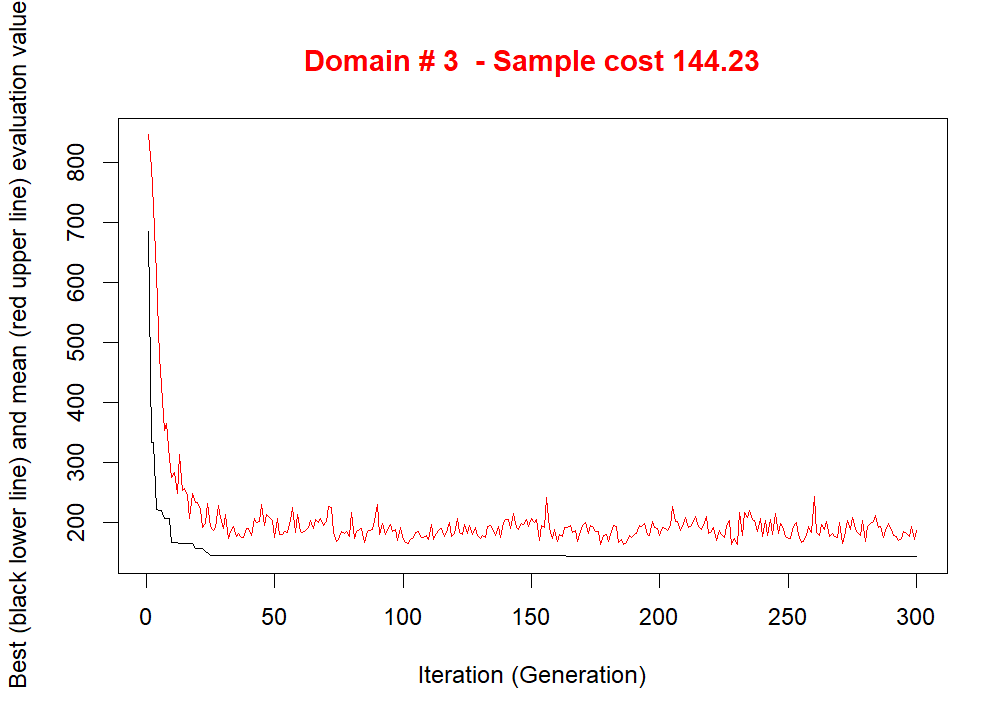 Domain # 3  - Sample cost 144.23
Best (black lower line) and mean (red upper line) evaluation value
800
700
600
500
400
300
200
0 50 100 150 200 250 300
Iteration (Generation)